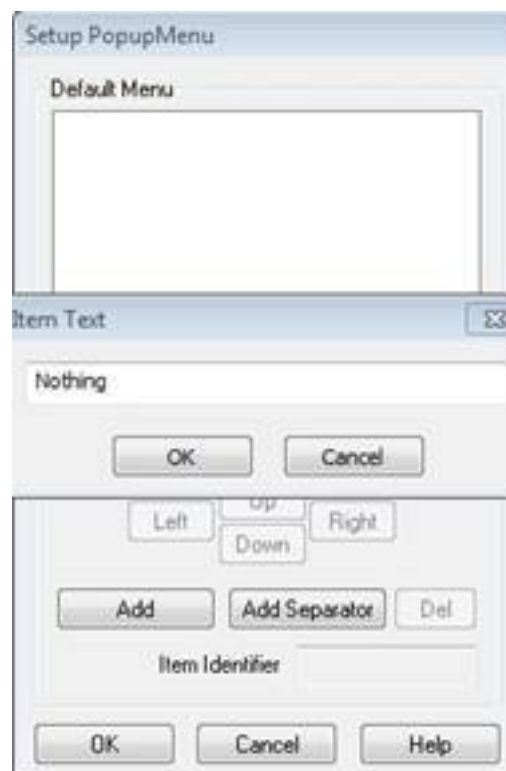 Setup PopupMenu
Default Menu
Item Text
Nothing
OK Cancel
Up
Left Right
Down
Add Add Separator Del
Item Identifier
OK Cancel Help